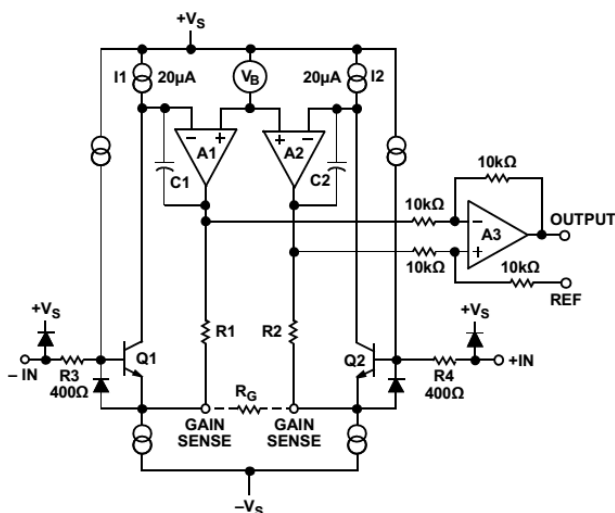 +VS
I1
20µA
VB
20µA
I2
−
+
+
−
A1
A2
C1
C2
10kΩ
10kΩ
−
+
A3
OUTPUT
10kΩ
10kΩ
REF
+VS
R1
R2
+VS
− IN
R3
400Ω
Q1
Q2
R4
400Ω
+IN
RG
GAIN
SENSE
GAIN
SENSE
−VS